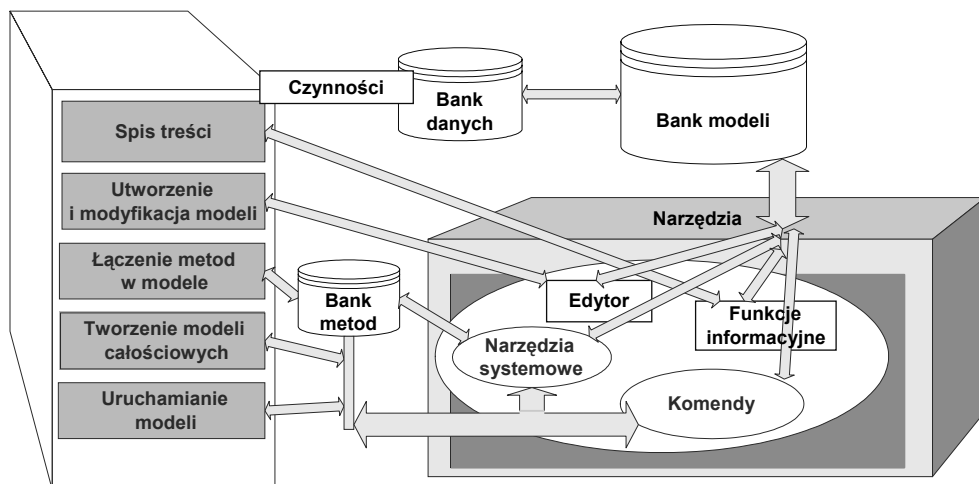 Czynności
Spis treści
Utworzenie
i modyfikacja modeli
Łączenie metod
w modele
Tworzenie modeli
całościowych
Uruchamianie
modeli
Bank
danych
Bank modeli
Narzędzia
Bank
metod
Edytor
Funkcje
informacyjne
Narzędzia
systemowe
Komendy